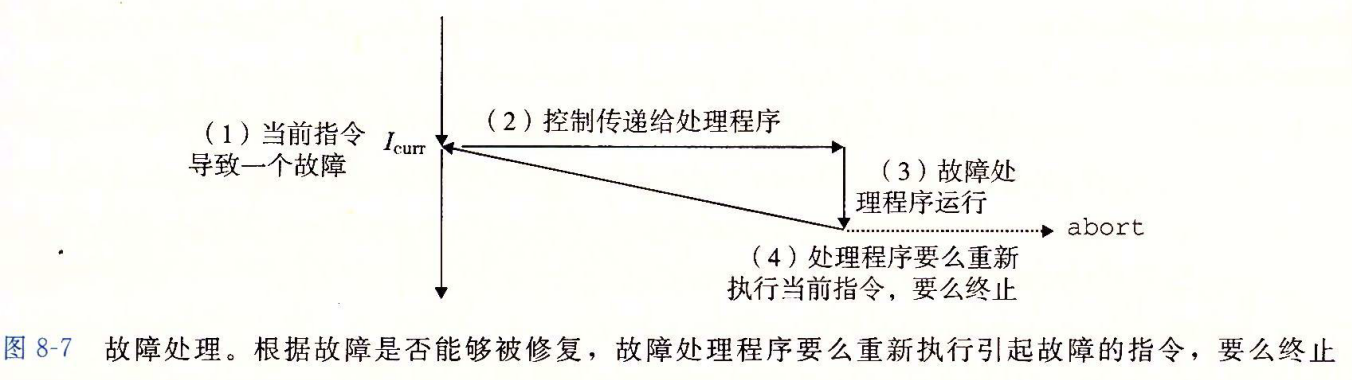 (1)当前指令
导致一个故障
I_curr
(2)控制传递给处理程序
(3)故障处
理程序运行
abort
(4)处理程序要么重新
执行当前指令,要么终止
图 8-7 故障处理。根据故障是否能够被修复,故障处理程序要么重新执行引起故障的指令,要么终止